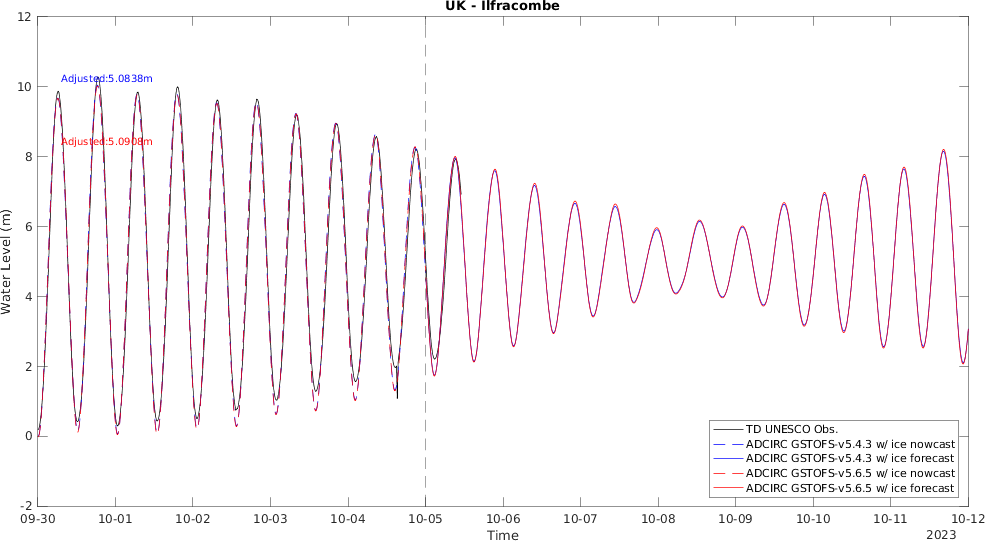 UK - Ilfracombe
12
10
8
6
4
2
0
-2
Water Level (m)
Adjusted:5.0838m
Adjusted:5.0908m
TD UNESCO Obs.
ADCIRC GSTOFS-v5.4.3 w/ ice nowcast
ADCIRC GSTOFS-v5.4.3 w/ ice forecast
ADCIRC GSTOFS-v5.6.5 w/ ice nowcast
ADCIRC GSTOFS-v5.6.5 w/ ice forecast
09-30 10-01 10-02 10-03 10-04 10-05 10-06 10-07 10-08 10-09 10-10 10-11 10-12
Time
2023